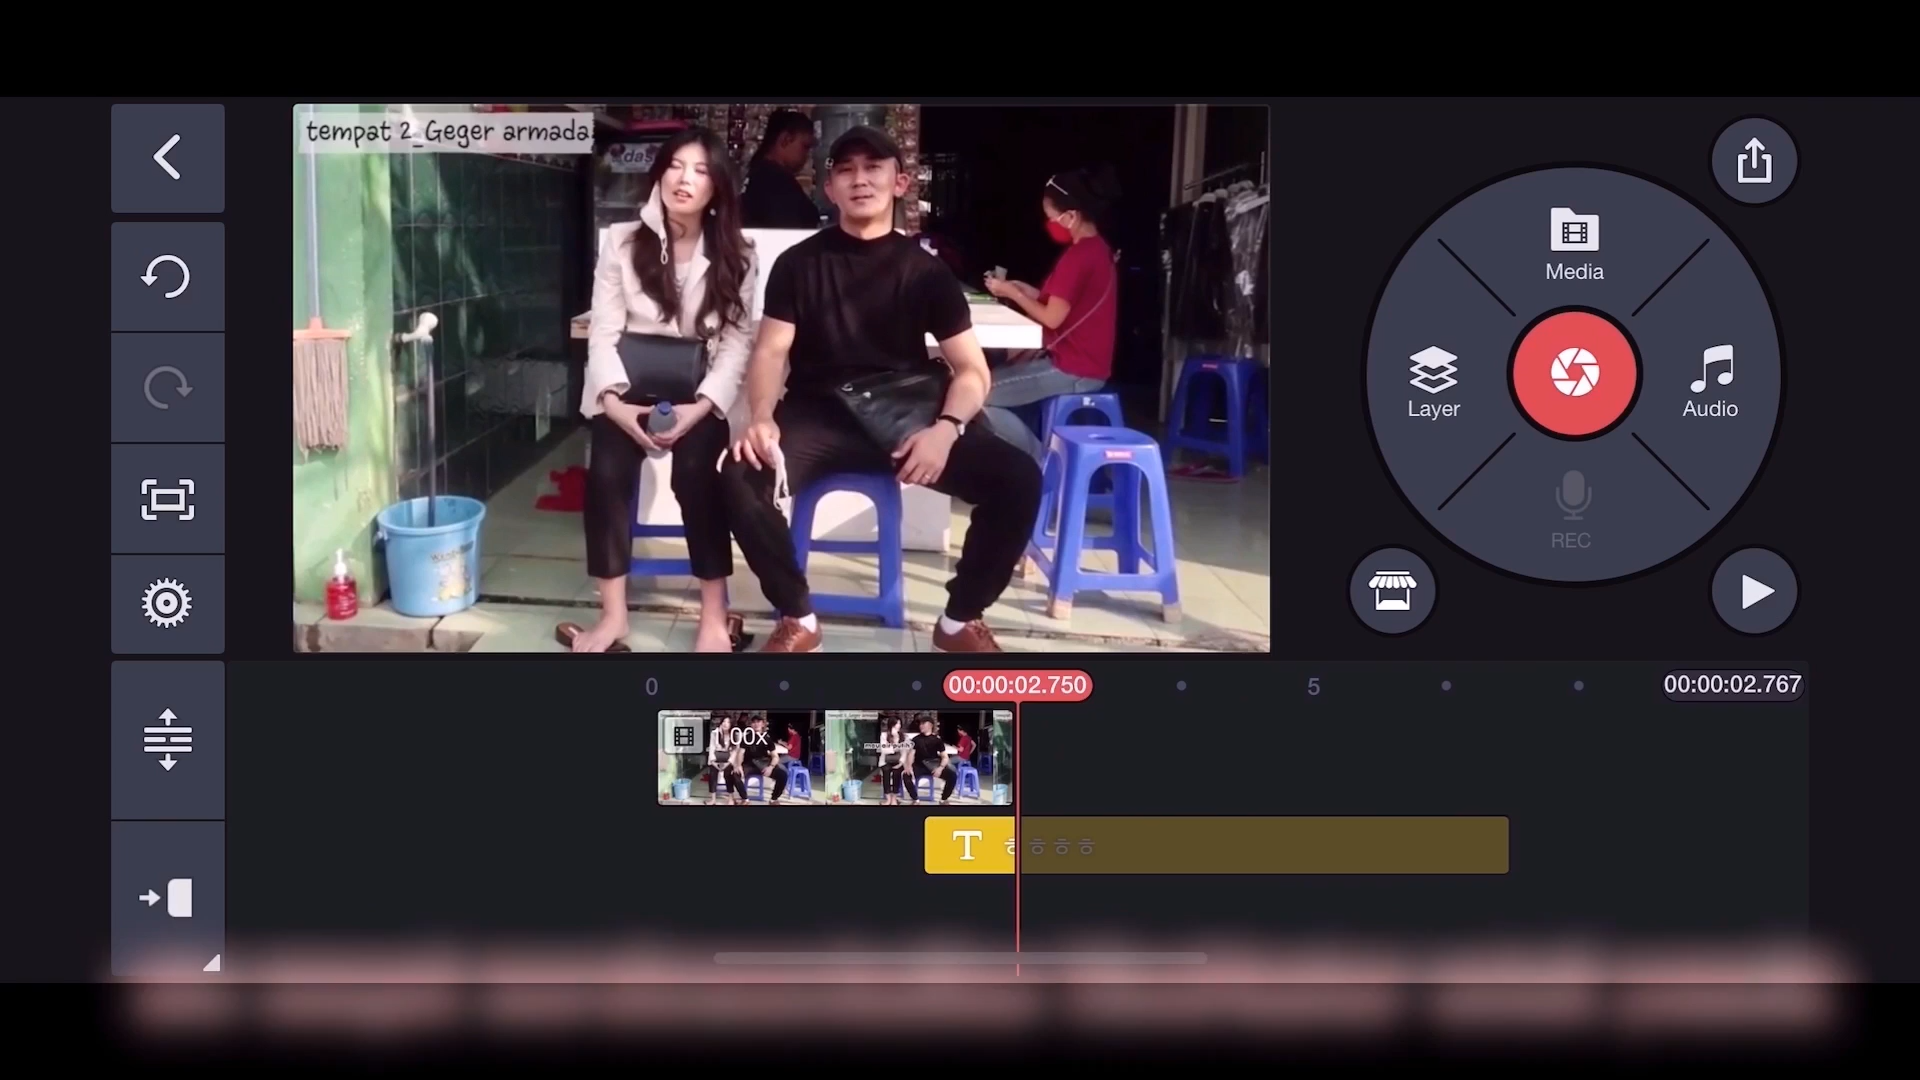 tempat 2_Geger armada
Media
Layer
Audio
REC
0
00:00:02.750
5
00:00:02.767
1.00x
ㅎㅎㅎㅎ